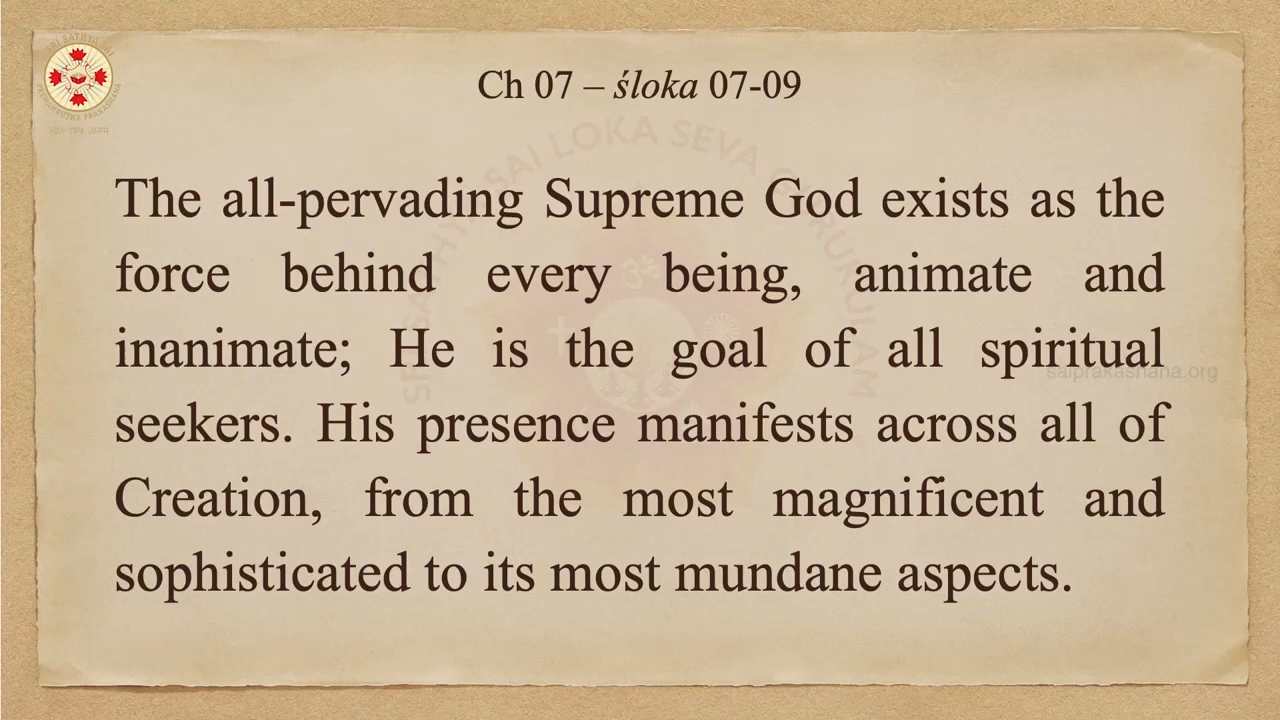 Ch 07 – śloka 07-09
The all-pervading Supreme God exists as the
force behind every being, animate and
inanimate; He is the goal of all spiritual
seekers. His presence manifests across all of
Creation, from the most magnificent and
sophisticated to its most mundane aspects.
saiprakashana.org